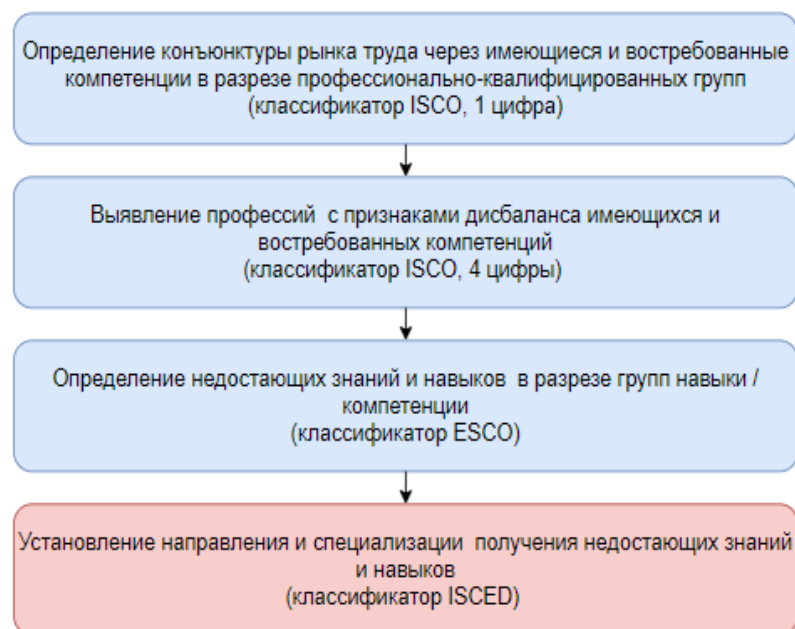 Определение конъюнктуры рынка труда через имеющиеся и востребованные
компетенции в разрезе профессионально-квалифицированных групп
(классификатор ISCO, 1 цифра)
Выявление профессий с признаками дисбаланса имеющихся и
востребованных компетенций
(классификатор ISCO, 4 цифры)
Определение недостающих знаний и навыков в разрезе групп навыки /
компетенции
(классификатор ESCO)
Установление направления и специализации получения недостающих знаний
и навыков
(классификатор ISCED)